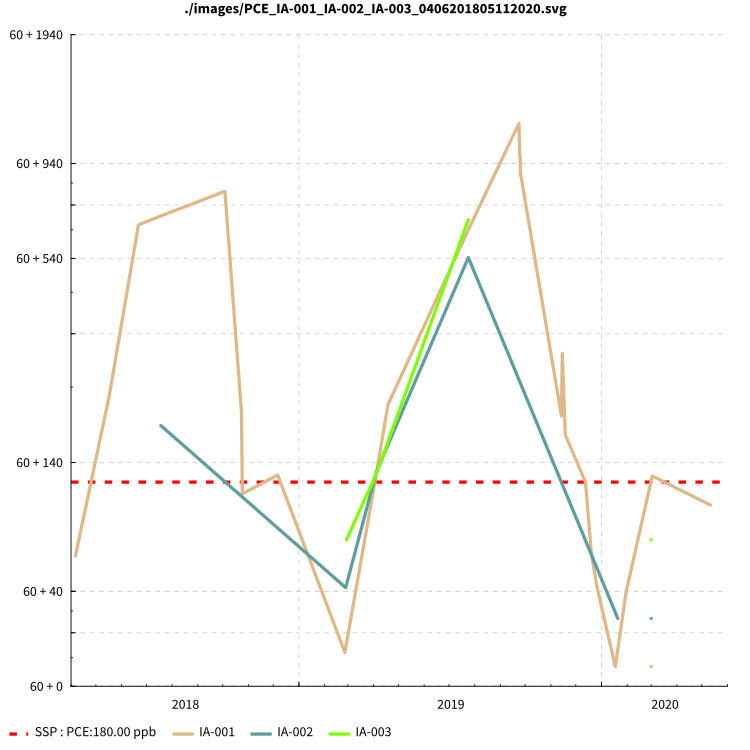 ./images/PCE_IA-001_IA-002_IA-003_0406201805112020.svg
60 + 1940
60 + 940
60 + 540
60 + 140
60 + 40
60 + 0
2018 2019 2020
SSP : PCE:180.00 ppb IA-001 IA-002 IA-003